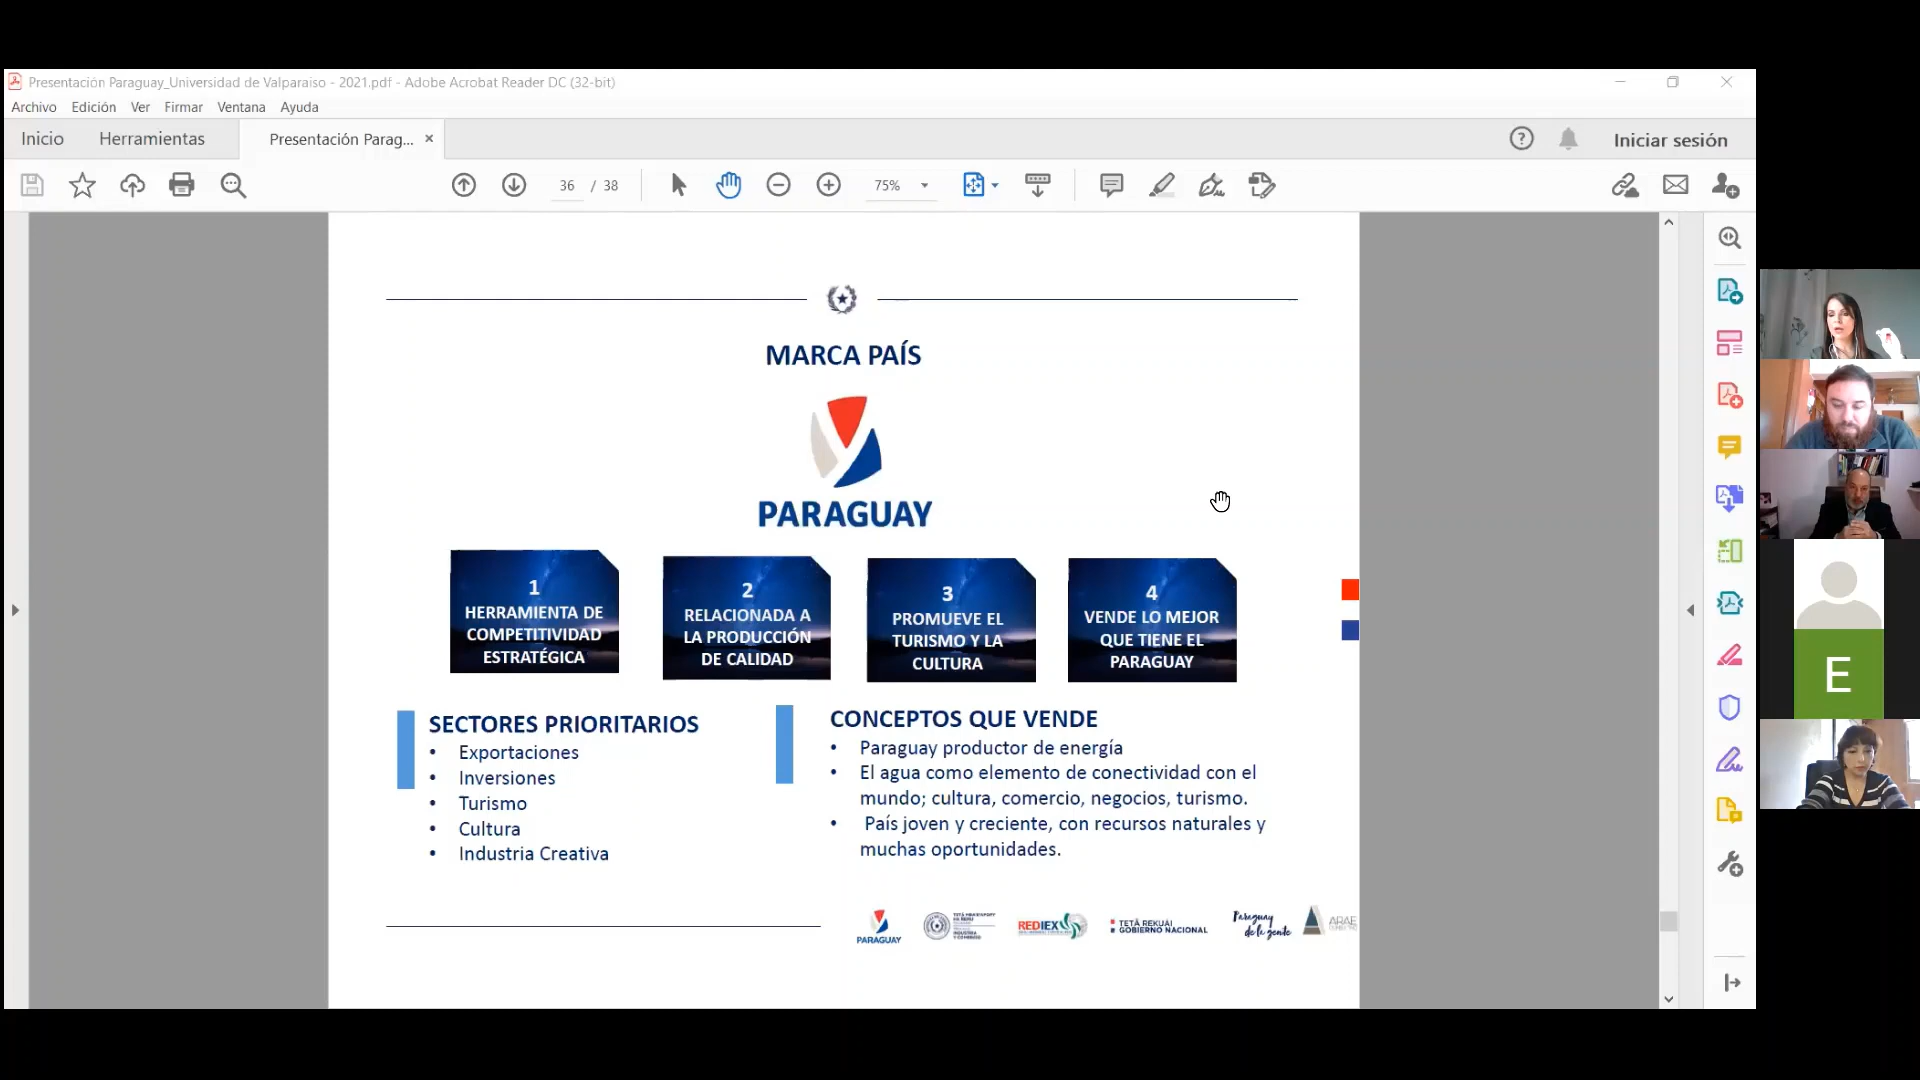 Presentación Paraguay_Universidad de Valparaiso - 2021.pdf - Adobe Acrobat Reader DC (32-bit)
Archivo Edición Ver Firmar Ventana Ayuda
Inicio Herramientas Presentación Parag... Iniciar sesión
36 / 38 75%
MARCA PAÍS
PARAGUAY
1
HERRAMIENTA DE
COMPETITIVIDAD
ESTRATÉGICA
2
RELACIONADA A
LA PRODUCCIÓN
DE CALIDAD
3
PROMUEVE EL
TURISMO Y LA
CULTURA
4
VENDE LO MEJOR
QUE TIENE EL
PARAGUAY
SECTORES PRIORITARIOS
• Exportaciones
• Inversiones
• Turismo
• Cultura
• Industria Creativa
CONCEPTOS QUE VENDE
• Paraguay productor de energía
• El agua como elemento de conectividad con el
mundo; cultura, comercio, negocios, turismo.
• País joven y creciente, con recursos naturales y
muchas oportunidades.
PARAGUAY
REDIEX
TETÃ REKUÁI
GOBIERNO NACIONAL
Paraguay
de la gente
E